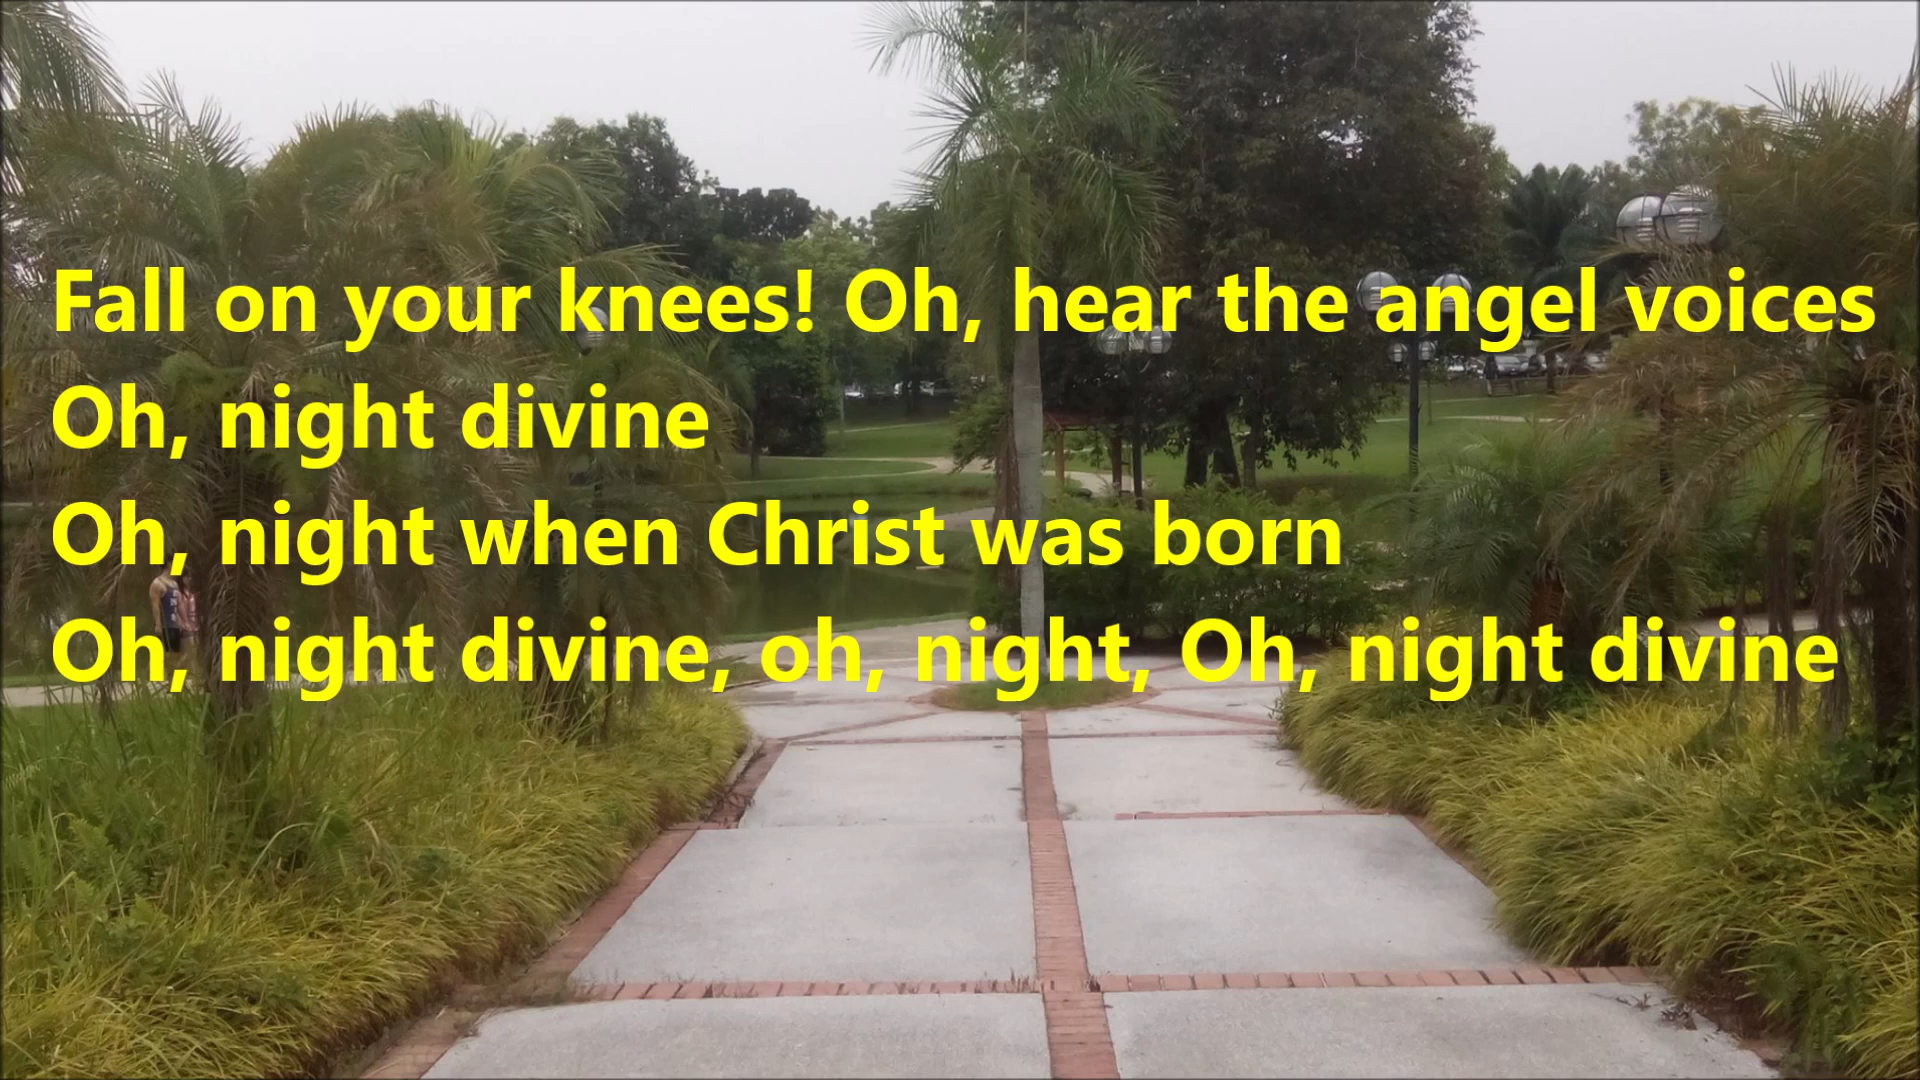 Fall on your knees! Oh, hear the angel voices
Oh, night divine
Oh, night when Christ was born
Oh, night divine, oh, night, Oh, night divine